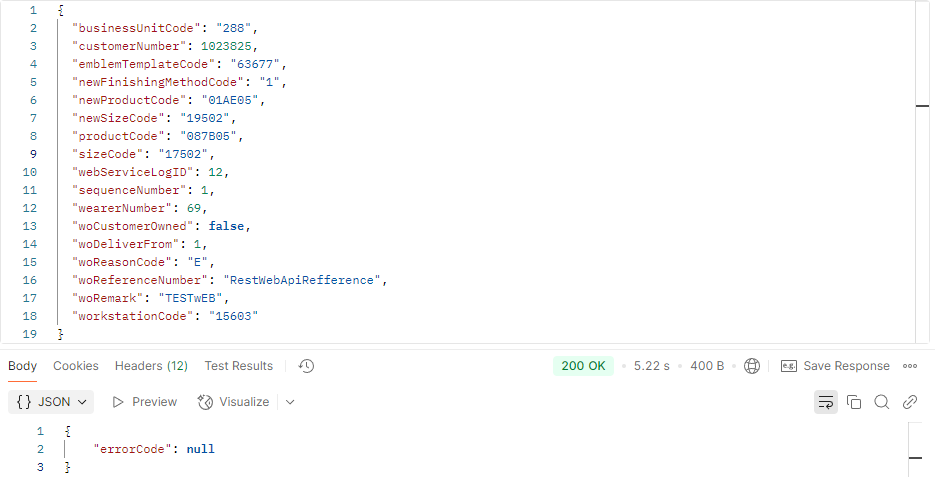 1 {
2 "businessUnitCode": "288",
3 "customerNumber": 1023825,
4 "emblemTemplateCode": "63677",
5 "newFinishingMethodCode": "1",
6 "newProductCode": "01AE05",
7 "newSizeCode": "19502",
8 "productCode": "087B05",
9 "sizeCode": "17502",
10 "webServiceLogID": 12,
11 "sequenceNumber": 1,
12 "wearerNumber": 69,
13 "woCustomerOwned": false,
14 "woDeliverFrom": 1,
15 "woReasonCode": "E",
16 "woReferenceNumber": "RestWebApiRefference",
17 "woRemark": "TESTwEB",
18 "workstationCode": "15603"
19 }
Body Cookies Headers (12) Test Results 200 OK • 5.22 s • 400 B • e.g. Save Response
{} JSON Preview Visualize
1 {
2 "errorCode": null
3 }